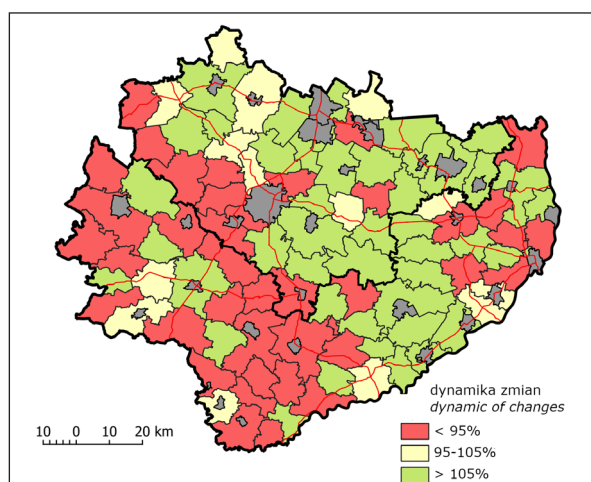 dynamika zmian
dynamic of changes
< 95%
95-105%
> 105%
10 0 10 20 km